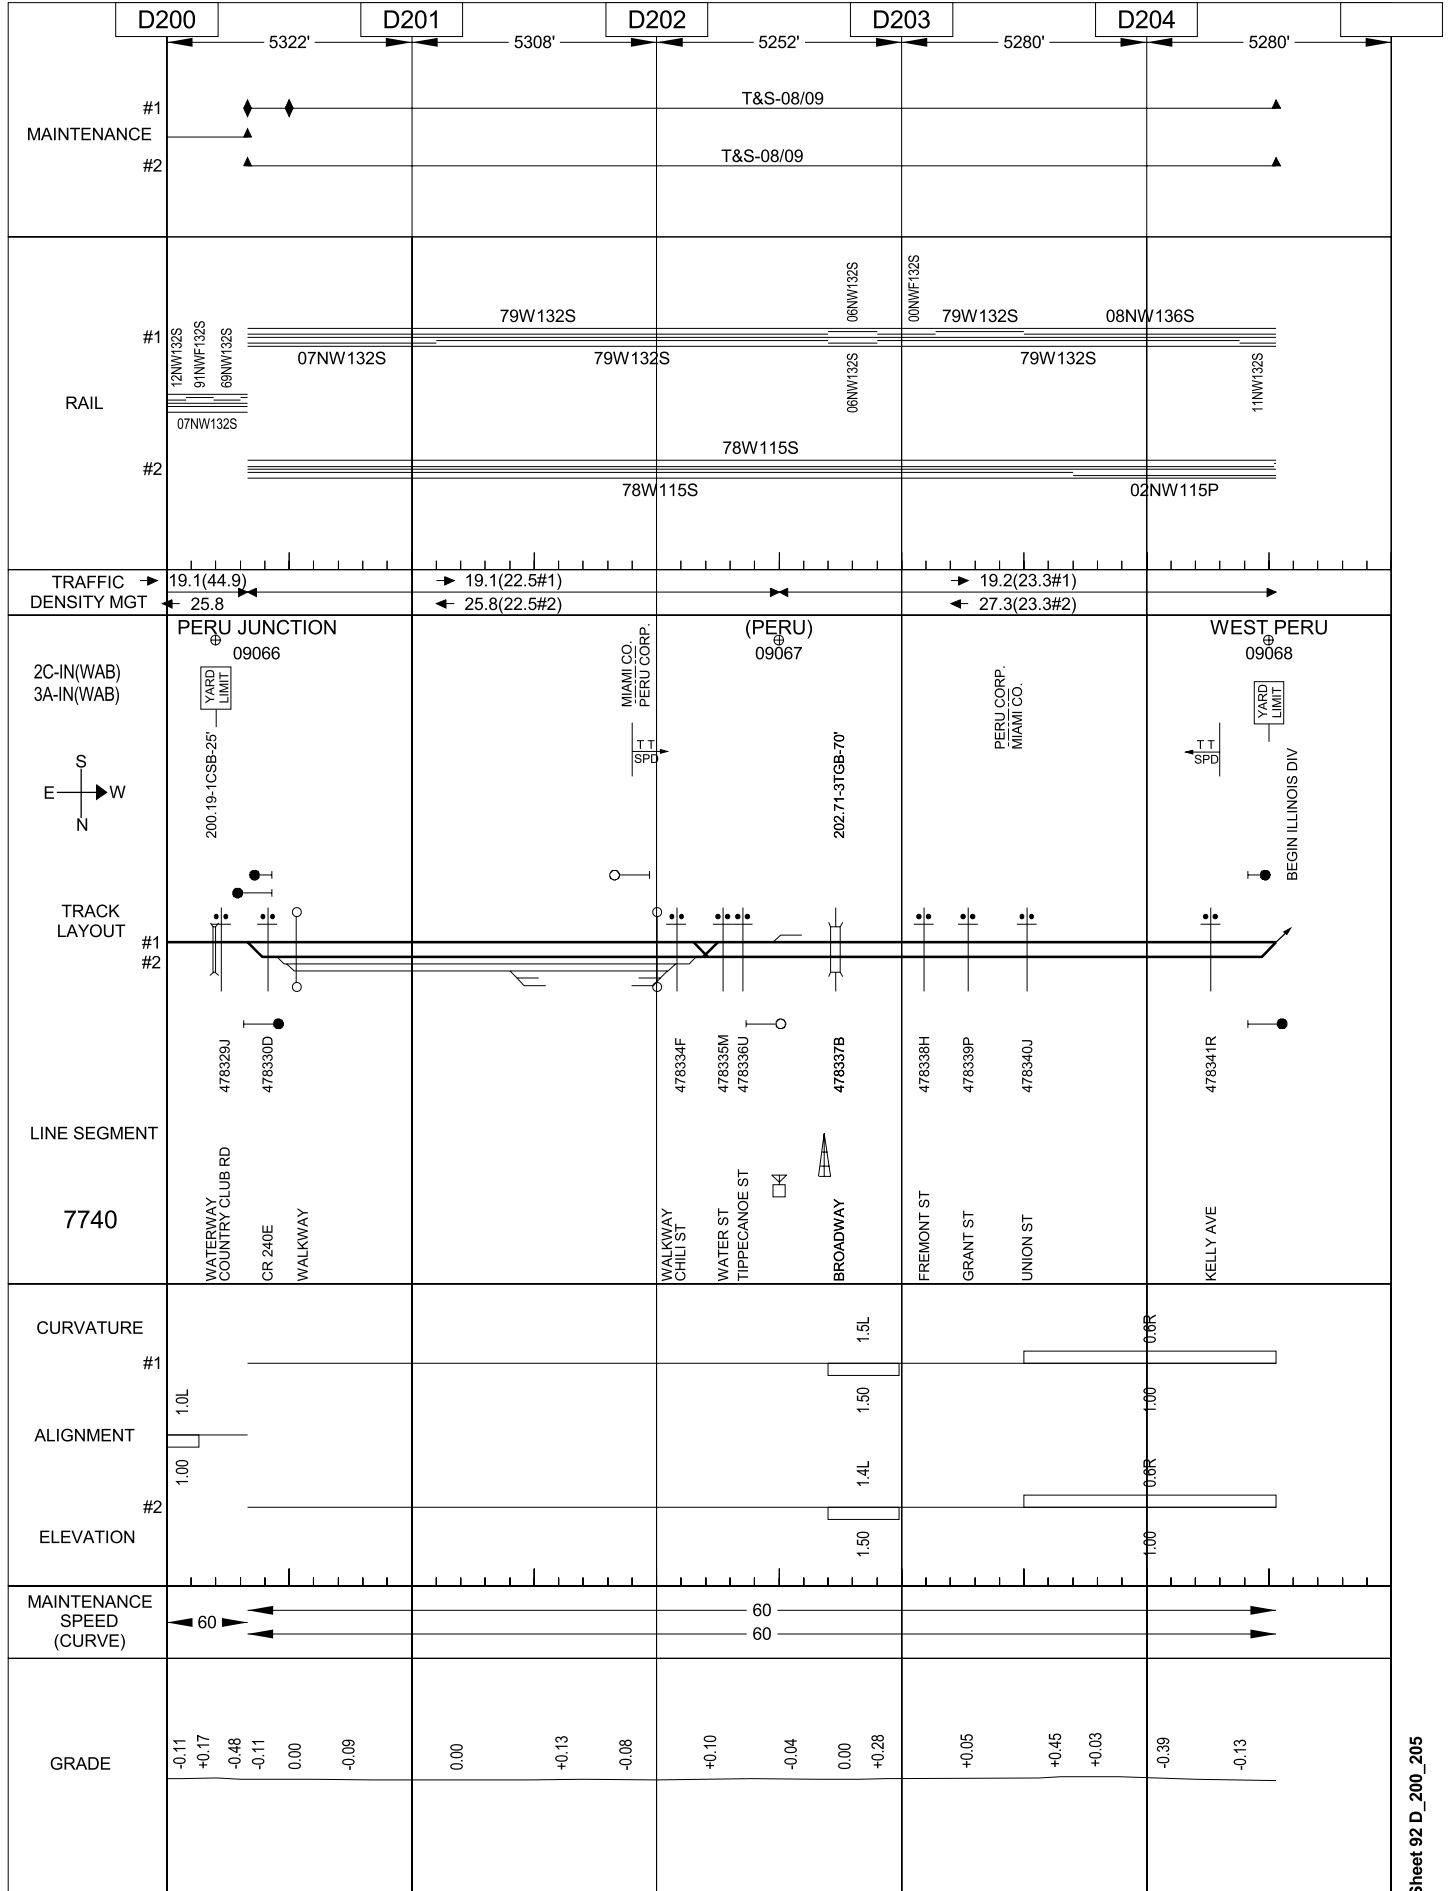 D200
D201
D202
D203
D204
5322'
5308'
5252'
5280'
5280'
#1
T&S-08/09
MAINTENANCE
#2
T&S-08/09
RAIL
#1
79W132S
06NW132S
00NWF132S
79W132S
08NW136S
07NW132S
79W132S
06NW132S
79W132S
11NW132S
12NW132S
91NWF132S
69NW132S
07NW132S
#2
78W115S
78W115S
02NW115P
TRAFFIC
DENSITY MGT
19.1(44.9)
25.8
19.1(22.5#1)
25.8(22.5#2)
19.2(23.3#1)
27.3(23.3#2)
PERU JUNCTION
09066
(PERU)
09067
WEST PERU
09068
2C-IN(WAB)
3A-IN(WAB)
YARD
LIMIT
MIAMI CO.
PERU CORP.
PERU CORP.
MIAMI CO.
YARD
LIMIT
T T
SPD
T T
SPD
S
E
W
N
200.19-1CSB-25'
202.71-3TGB-70'
BEGIN ILLINOIS DIV
TRACK
LAYOUT
#1
#2
478329J
478330D
478334F
478335M
478336U
478337B
478338H
478339P
478340J
478341R
LINE SEGMENT
7740
WATERWAY
COUNTRY CLUB RD
CR 240E
WALKWAY
WALKWAY
CHILI ST
WATER ST
TIPPECANOE ST
BROADWAY
FREMONT ST
GRANT ST
UNION ST
KELLY AVE
CURVATURE
#1
1.5L
0.6R
1.50
1.00
1.0L
ALIGNMENT
1.00
1.4L
0.6R
#2
ELEVATION
1.50
1.00
MAINTENANCE
SPEED
(CURVE)
60
60
60
GRADE
-0.11
+0.17
-0.48
-0.11
0.00
-0.09
0.00
+0.13
-0.08
+0.10
-0.04
0.00
+0.28
+0.05
+0.45
+0.03
-0.39
-0.13
Sheet 92 D_200_205